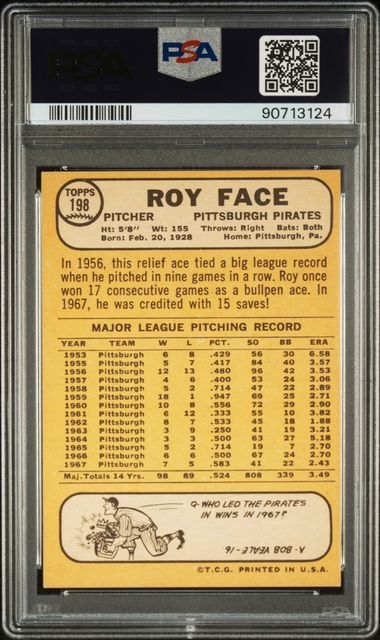 PSA
PSA
90713124
TOPPS
198
ROY FACE
PITCHER PITTSBURGH PIRATES
Ht: 5'8" Wt: 155 Throws: Right Bats: Both
Born: Feb. 20, 1928 Home: Pittsburgh, Pa.
In 1956, this relief ace tied a big league record
when he pitched in nine games in a row. Roy once
won 17 consecutive games as a bullpen ace. In
1967, he was credited with 15 saves!
MAJOR LEAGUE PITCHING RECORD
YEAR TEAM W L PCT. SO BB ERA
1953 Pittsburgh 6 8 .429 56 30 6.58
1955 Pittsburgh 5 7 .417 84 40 3.57
1956 Pittsburgh 12 13 .480 96 42 3.53
1957 Pittsburgh 4 6 .400 53 24 3.06
1958 Pittsburgh 5 2 .714 47 22 2.89
1959 Pittsburgh 18 1 .947 69 25 2.71
1960 Pittsburgh 10 8 .556 72 29 2.90
1961 Pittsburgh 6 12 .333 55 10 3.82
1962 Pittsburgh 8 7 .533 45 18 1.88
1963 Pittsburgh 3 9 .250 41 19 3.21
1964 Pittsburgh 3 3 .500 63 27 5.18
1965 Pittsburgh 5 2 .714 19 7 2.70
1966 Pittsburgh 6 6 .500 67 24 2.70
1967 Pittsburgh 7 5 .583 41 22 2.43
Maj. Totals 14 Yrs. 98 89 .524 808 339 3.49
Q-WHO LED THE PIRATES
IN WINS IN 1967?
A-BOB VEALE-16
©T.C.G. PRINTED IN U.S.A.